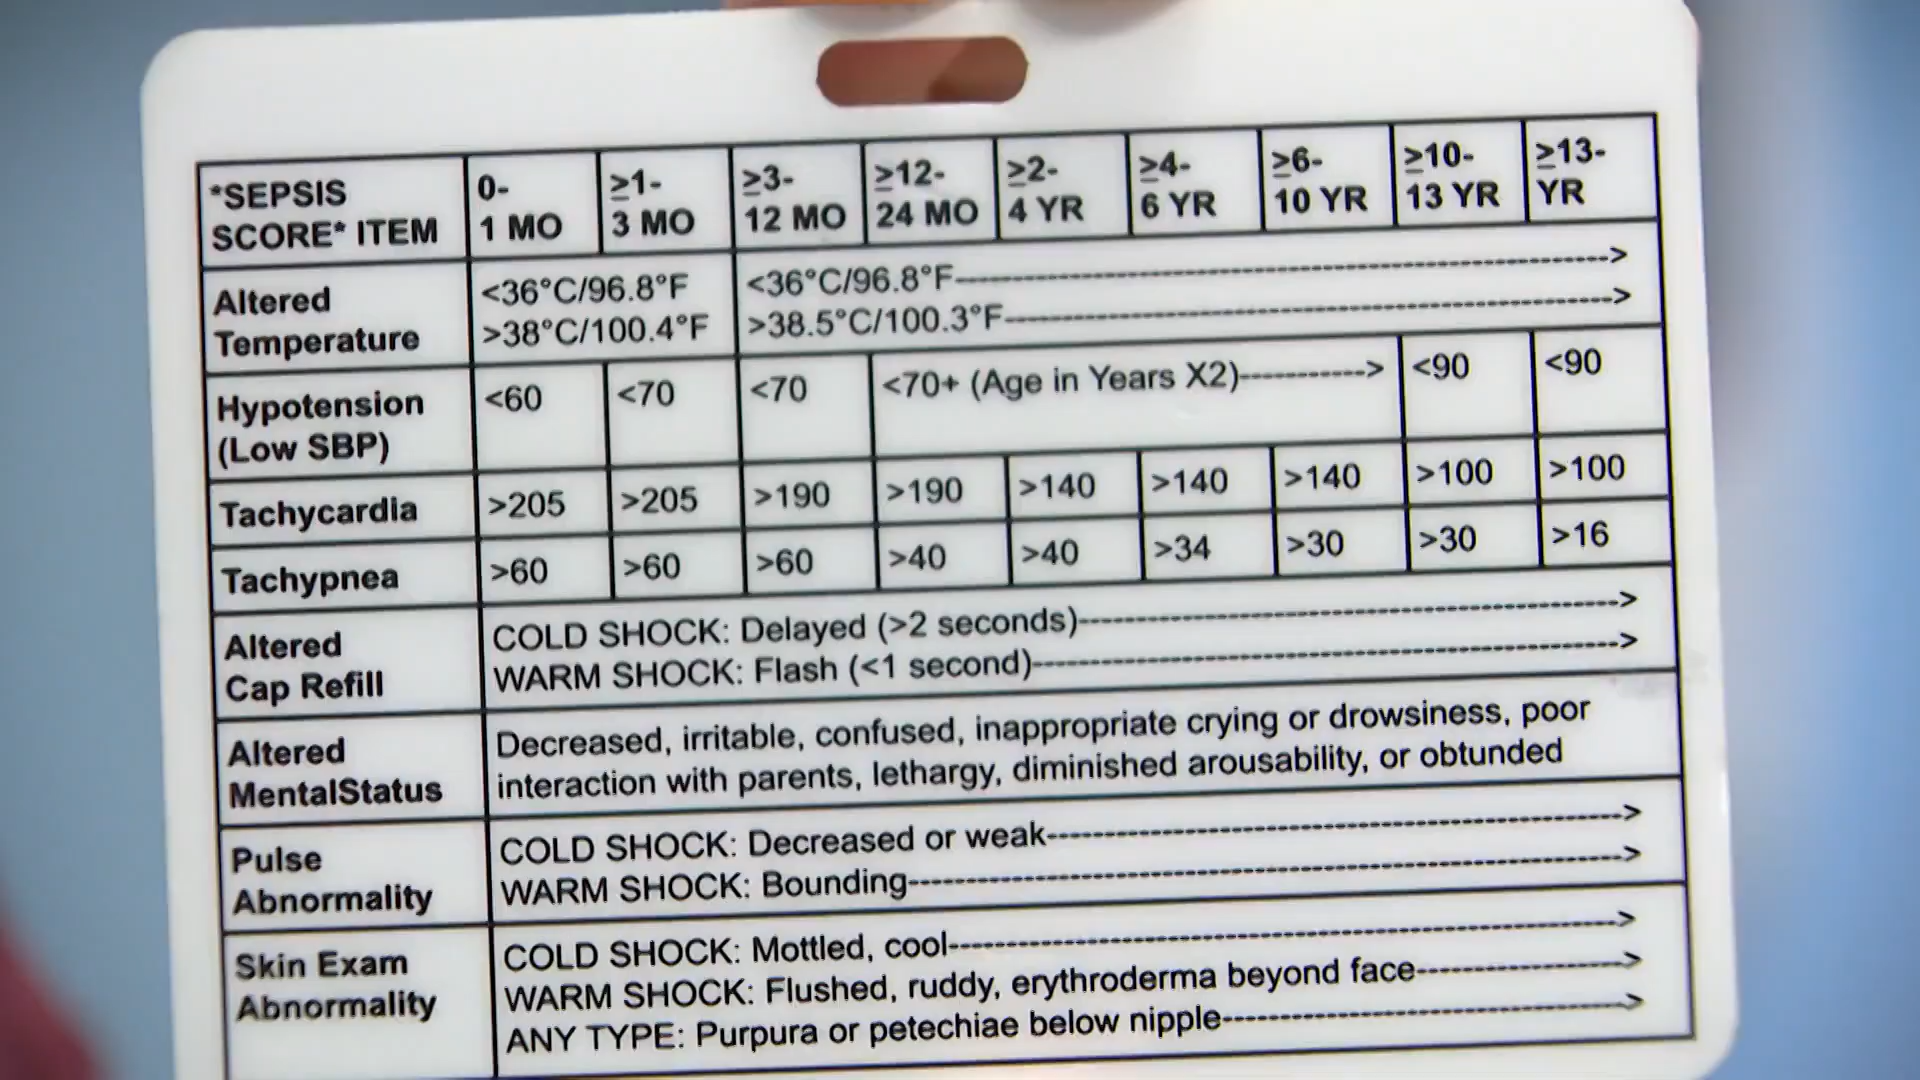 *SEPSIS SCORE* ITEM
0-1 MO
≥1-3 MO
≥3-12 MO
≥12-24 MO
≥2-4 YR
≥4-6 YR
≥6-10 YR
≥10-13 YR
≥13-YR
Altered Temperature
<36°C/96.8°F
>38°C/100.4°F
<36°C/96.8°F------>
>38.5°C/100.3°F------>
Hypotension (Low SBP)
<60
<70
<70
<70+ (Age in Years X2)------>
<90
<90
Tachycardia
>205
>205
>190
>190
>140
>140
>140
>100
>100
Tachypnea
>60
>60
>60
>40
>40
>34
>30
>30
>16
Altered Cap Refill
COLD SHOCK: Delayed (>2 seconds)------>
WARM SHOCK: Flash (<1 second)------>
Altered MentalStatus
Decreased, irritable, confused, inappropriate crying or drowsiness, poor
interaction with parents, lethargy, diminished arousability, or obtunded
Pulse Abnormality
COLD SHOCK: Decreased or weak------>
WARM SHOCK: Bounding------>
Skin Exam Abnormality
COLD SHOCK: Mottled, cool------>
WARM SHOCK: Flushed, ruddy, erythroderma beyond face------>
ANY TYPE: Purpura or petechiae below nipple------>